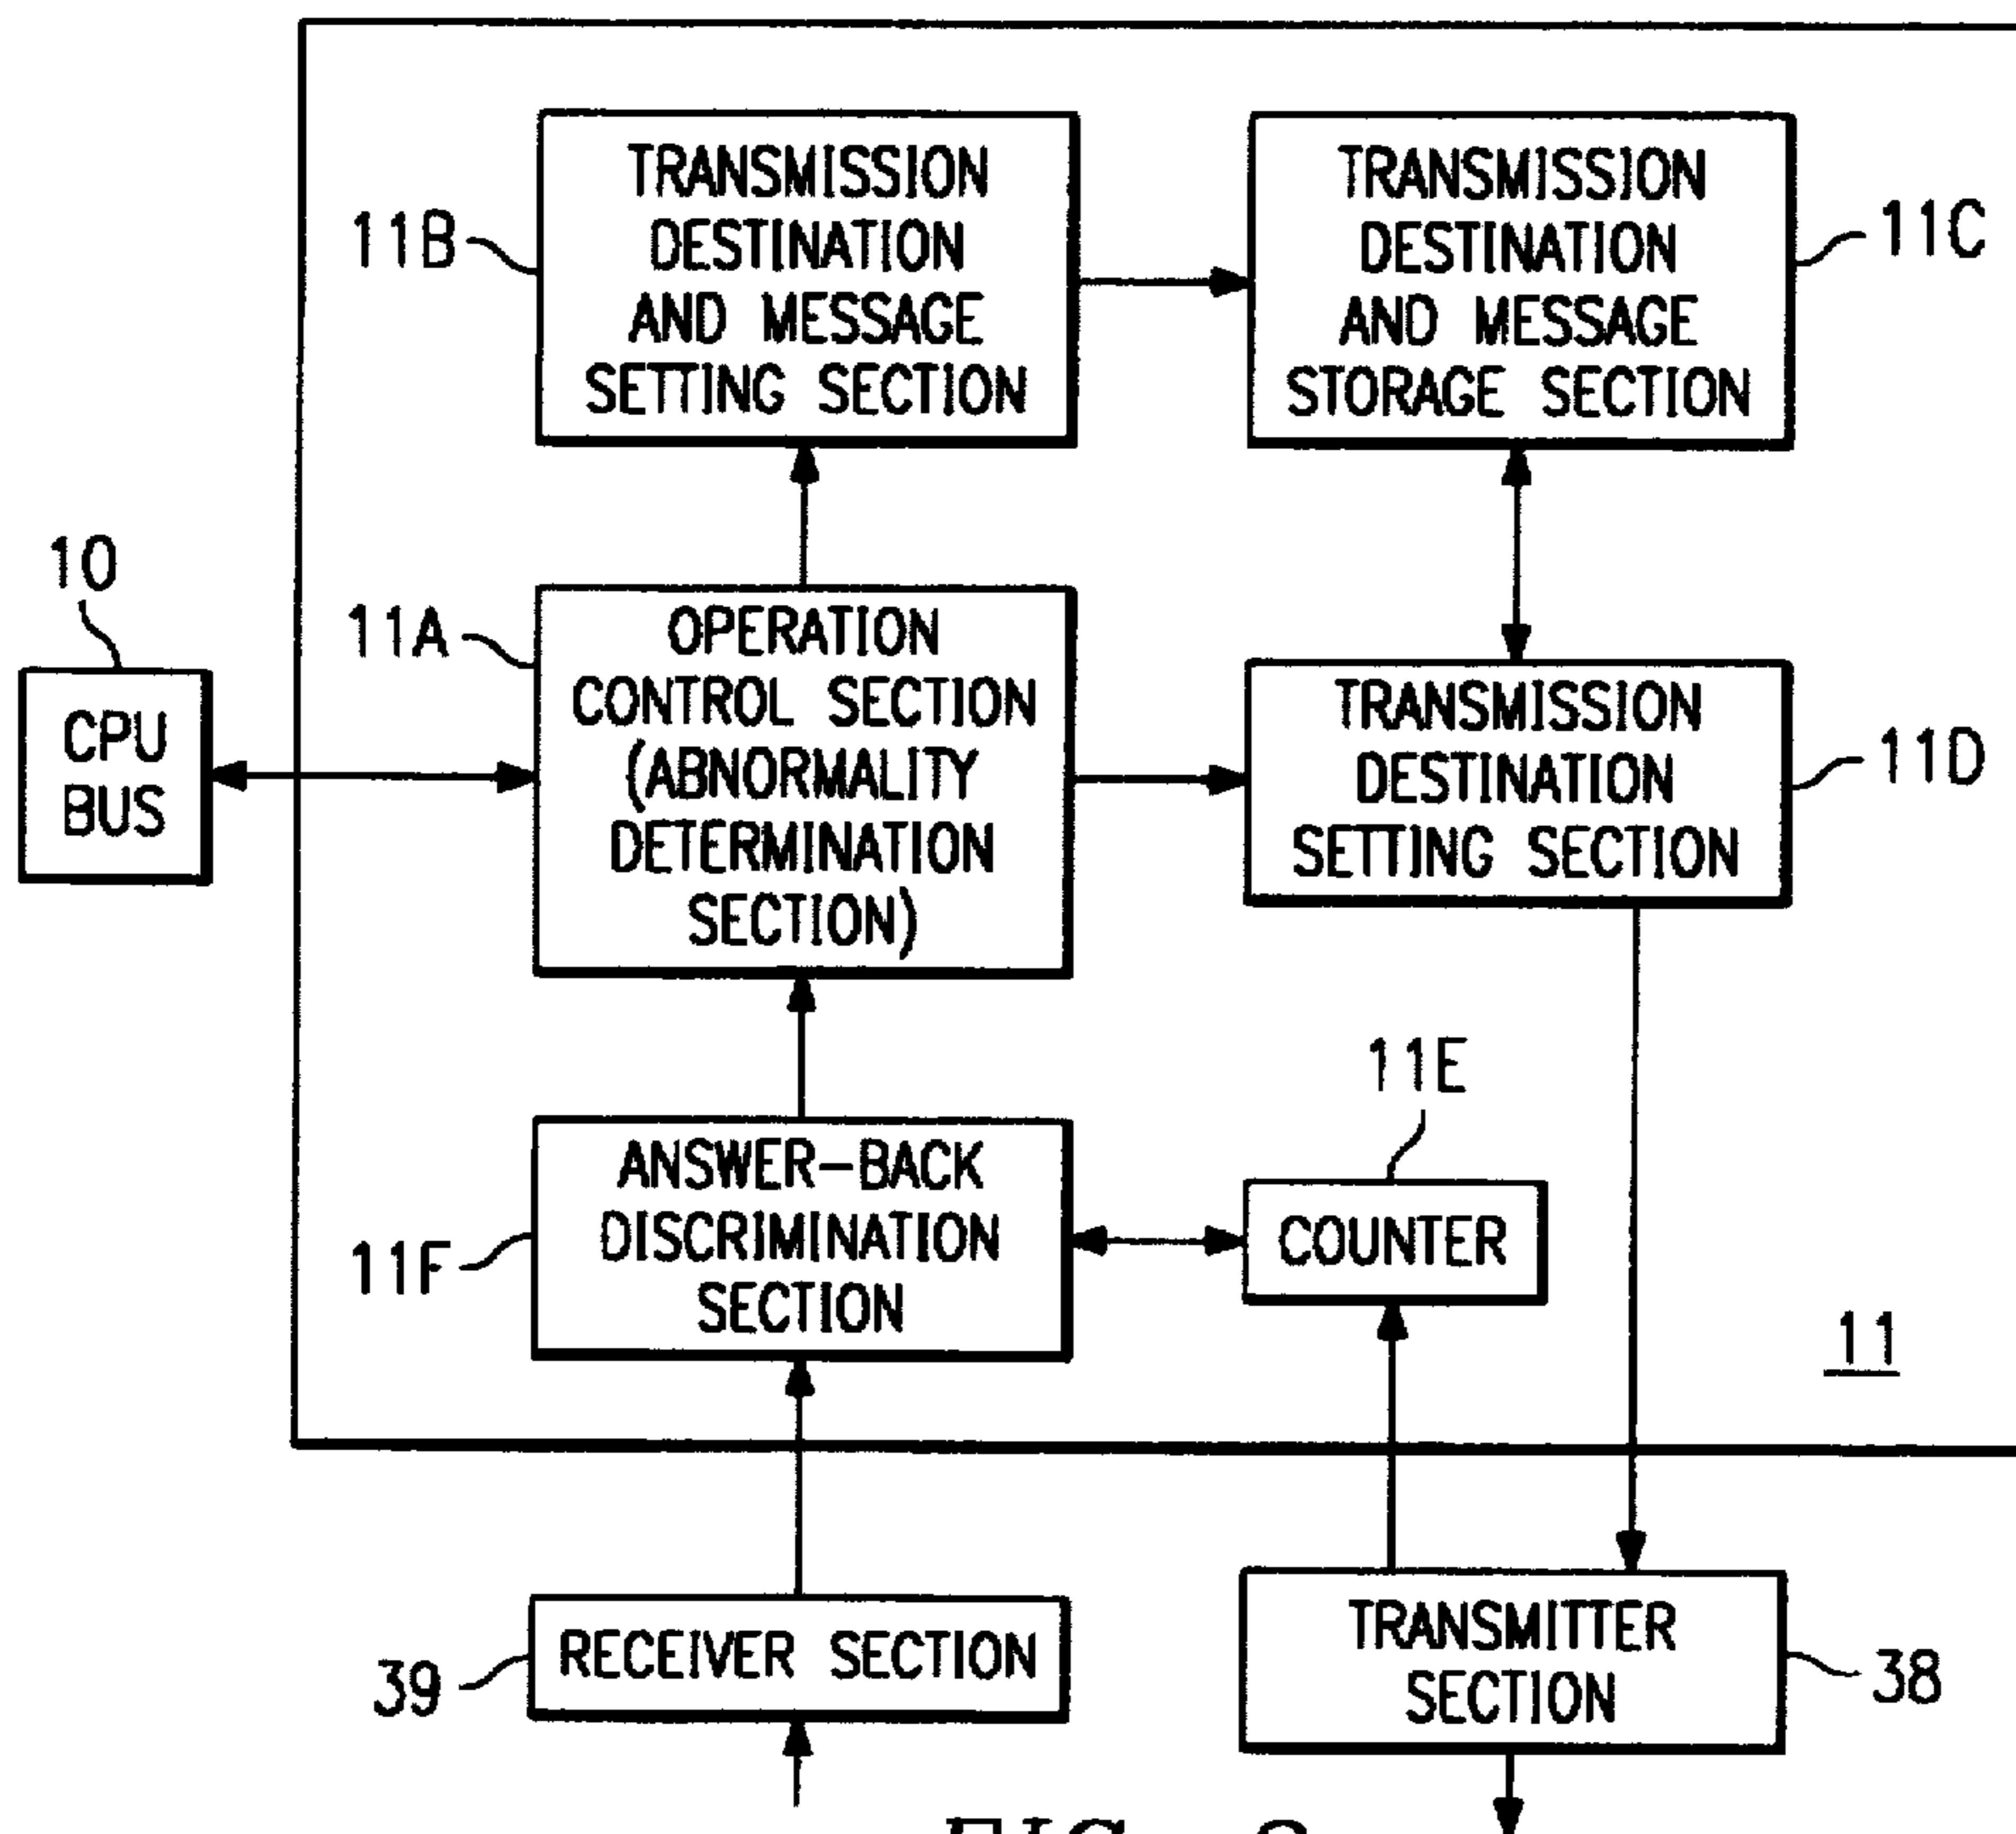 11B
TRANSMISSION
DESTINATION
AND MESSAGE
SETTING SECTION
TRANSMISSION
DESTINATION
AND MESSAGE
STORAGE SECTION
11C
10
CPU
BUS
11A
OPERATION
CONTROL SECTION
(ABNORMALITY
DETERMINATION
SECTION)
TRANSMISSION
DESTINATION
SETTING SECTION
11D
11F
ANSWER-BACK
DISCRIMINATION
SECTION
11E
COUNTER
11
39
RECEIVER SECTION
TRANSMITTER
SECTION
38